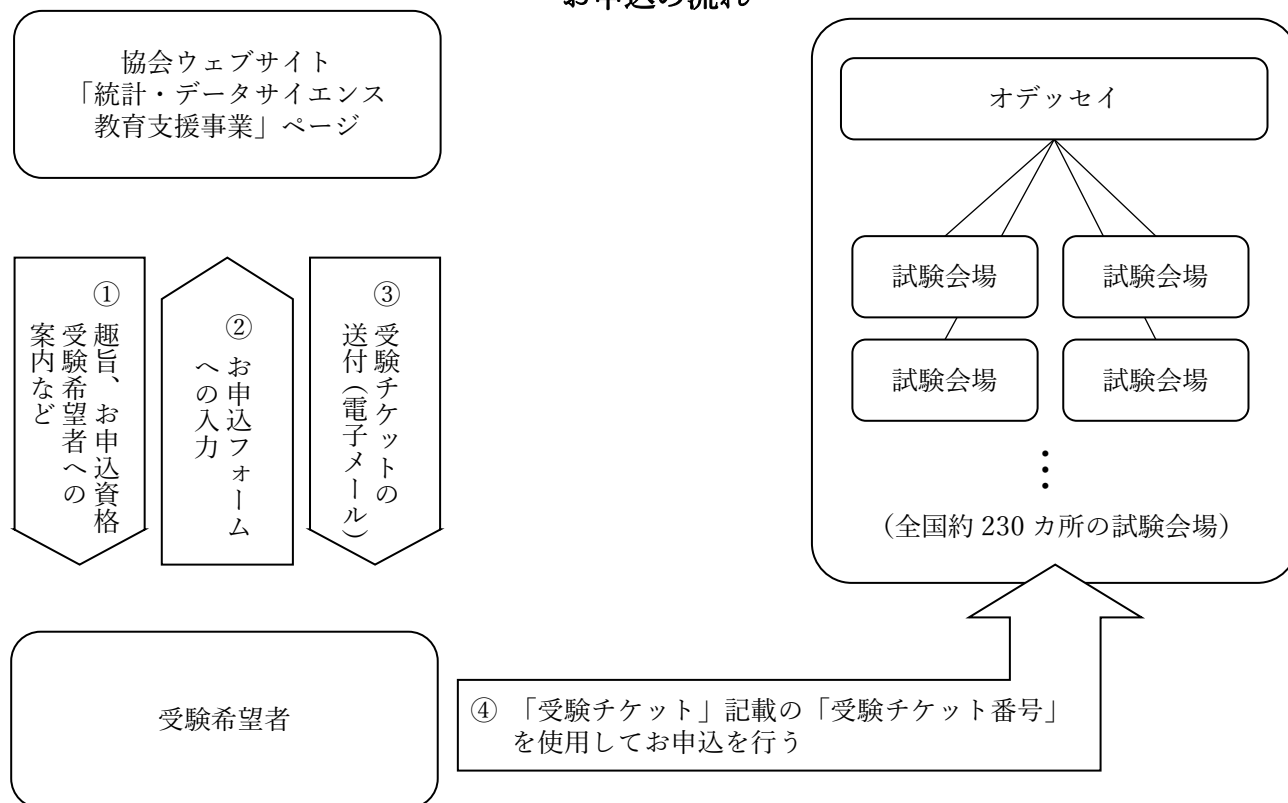 お申込の流れ
協会ウェブサイト
「統計・データサイエンス
教育支援事業」ページ
オデッセイ
試験会場
試験会場
試験会場
試験会場
⋮
（全国約 230 カ所の試験会場）
①
趣旨、お申込資格
受験希望者への
案内など
②
お申込フォーム
への入力
③
受験チケットの
送付（電子メール）
受験希望者
④ 「受験チケット」記載の「受験チケット番号」
を使用してお申込を行う